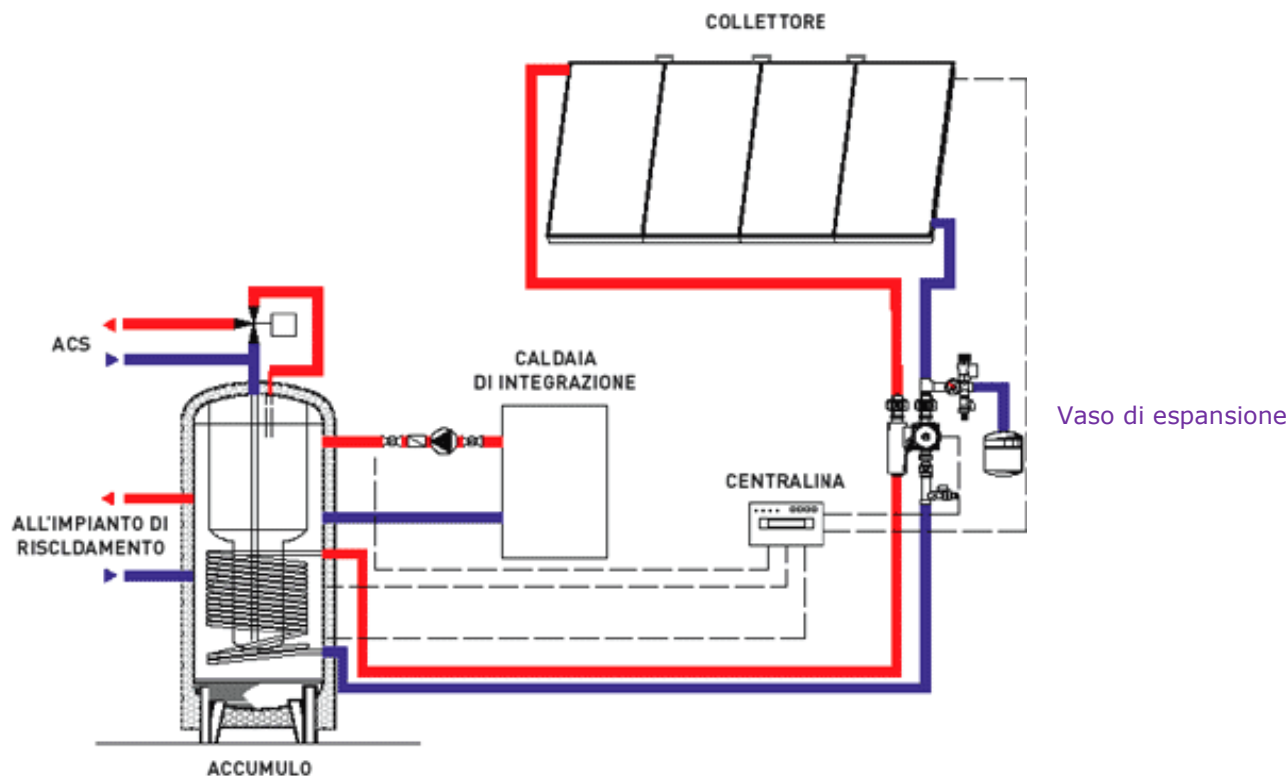 COLLETTORE
ACS
CALDAIA
DI INTEGRAZIONE
Vaso di espansione
CENTRALINA
ALL'IMPIANTO DI
RISCLDAMENTO
ACCUMULO